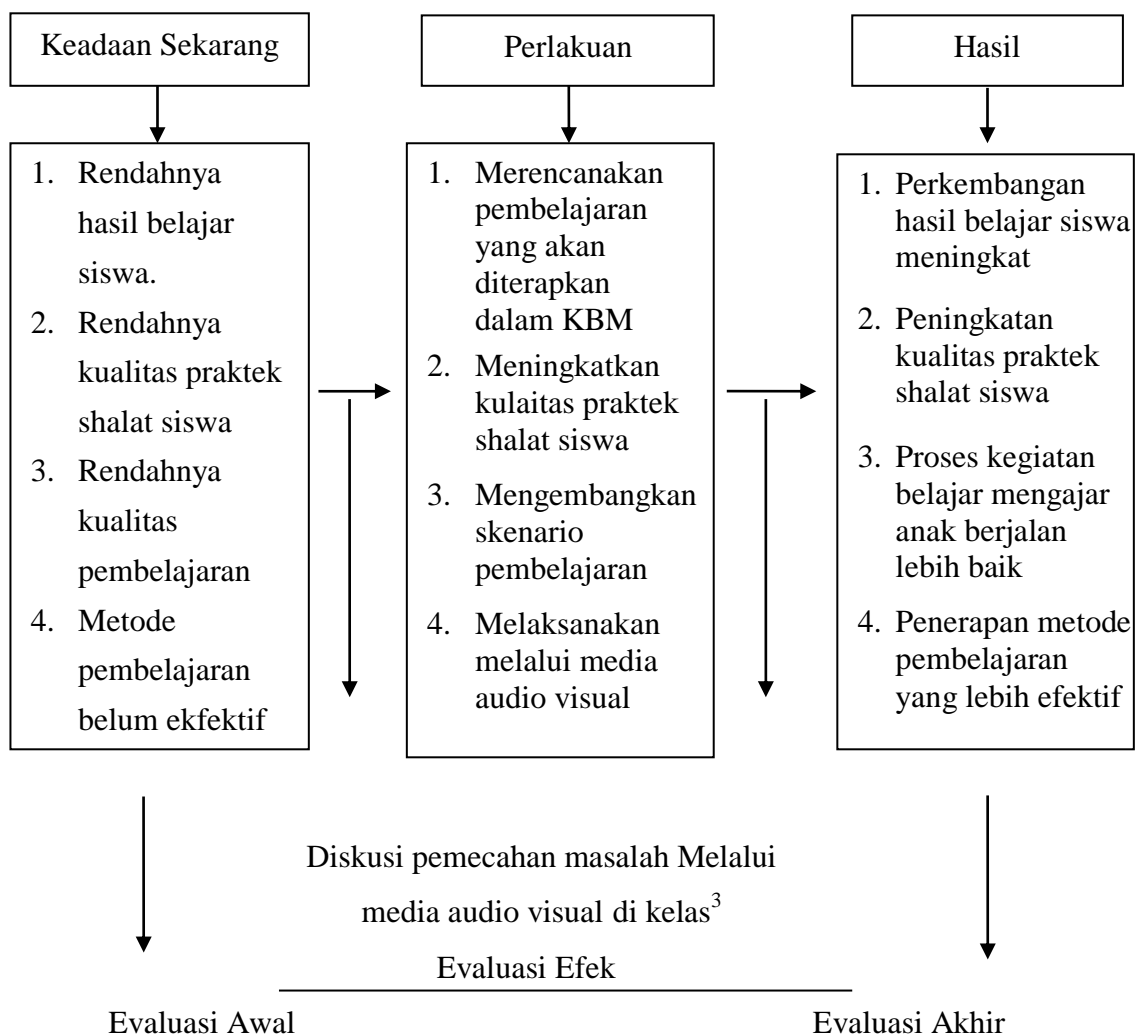 Keadaan Sekarang
Perlakuan
Hasil
1. Rendahnya
hasil belajar
siswa.
2. Rendahnya
kualitas praktek
shalat siswa
3. Rendahnya
kualitas
pembelajaran
4. Metode
pembelajaran
belum ekfektif
1. Merencanakan
pembelajaran
yang akan
diterapkan
dalam KBM
2. Meningkatkan
kulaitas praktek
shalat siswa
3. Mengembangkan
skenario
pembelajaran
4. Melaksanakan
melalui media
audio visual
1. Perkembangan
hasil belajar siswa
meningkat
2. Peningkatan
kualitas praktek
shalat siswa
3. Proses kegiatan
belajar mengajar
anak berjalan
lebih baik
4. Penerapan metode
pembelajaran
yang lebih efektif
Diskusi pemecahan masalah Melalui
media audio visual di kelas³
Evaluasi Efek
Evaluasi Awal
Evaluasi Akhir